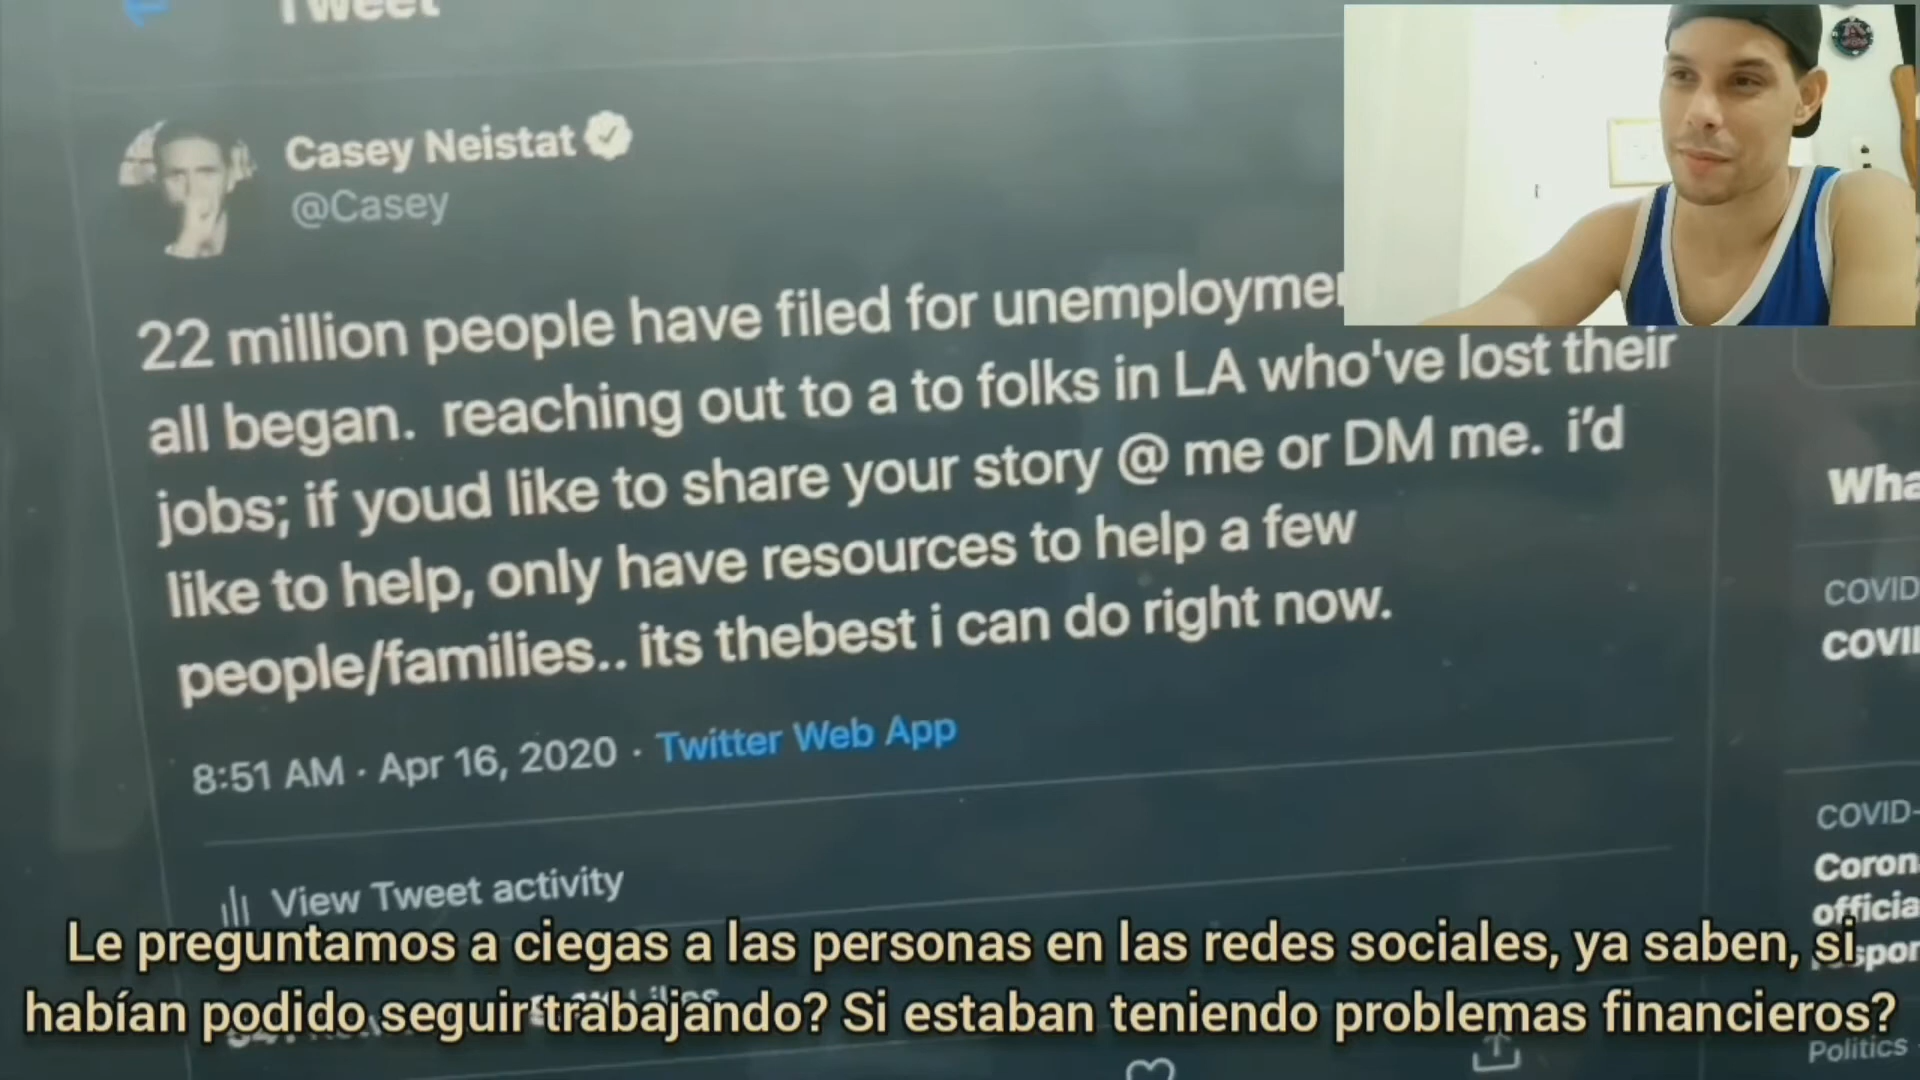 Tweet
Casey Neistat
@Casey
22 million people have filed for unemployme
all began. reaching out to a to folks in LA who've lost their
jobs; if youd like to share your story @ me or DM me. i'd
like to help, only have resources to help a few
people/families.. its thebest i can do right now.
8:51 AM · Apr 16, 2020 · Twitter Web App
View Tweet activity
Wha
COVID
COVI
COVID-
Coron
officia
spon
Politics
Le preguntamos a ciegas a las personas en las redes sociales, ya saben, si
habían podido seguir trabajando? Si estaban teniendo problemas financieros?